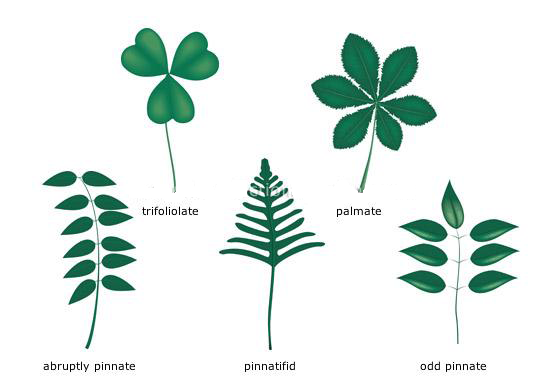 trifoliolate
palmate
abruptly pinnate
pinnatifid
odd pinnate